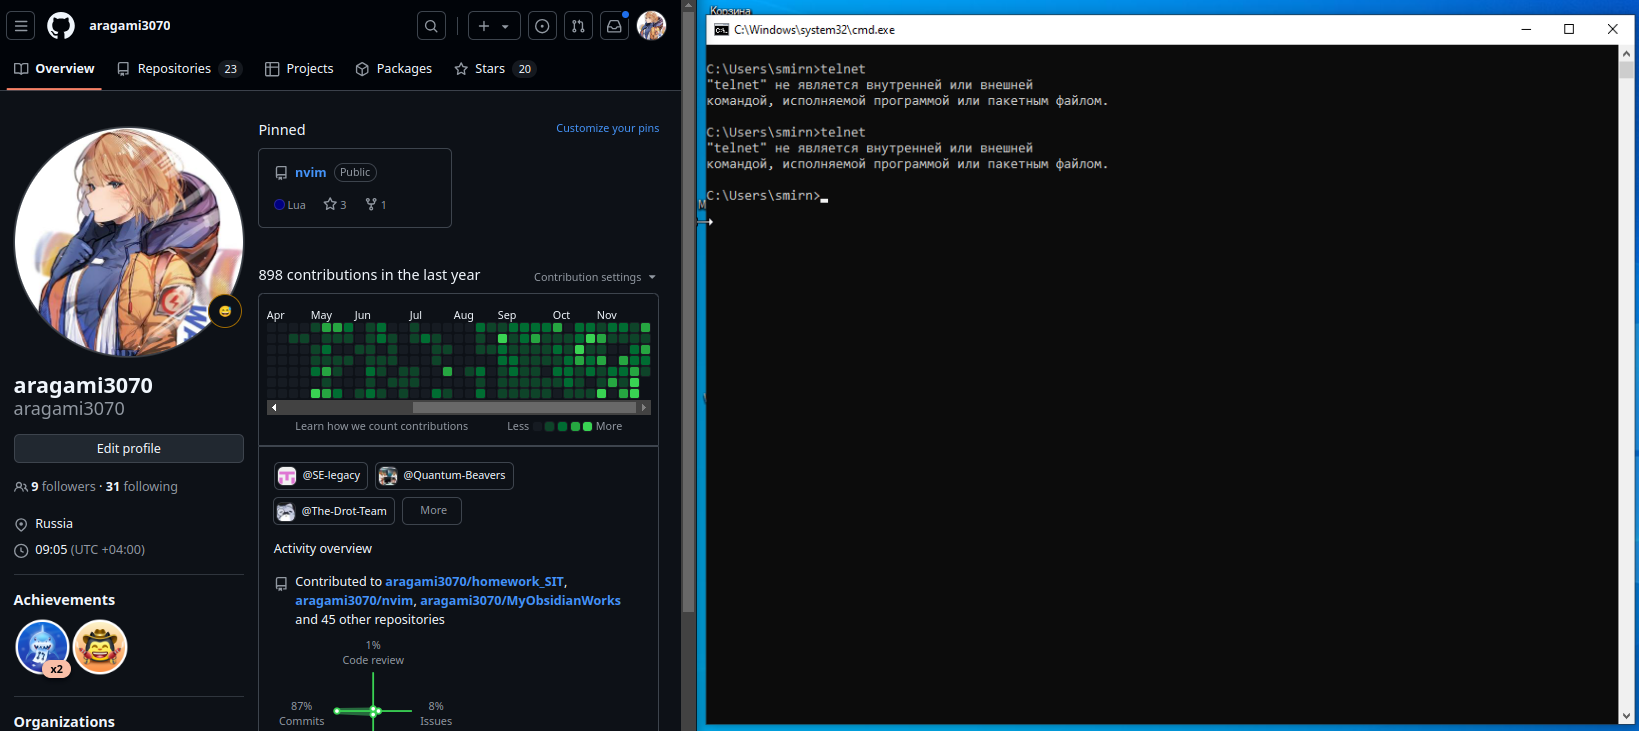 aragami3070
Overview
Repositories 23
Projects
Packages
Stars 20
Pinned
Customize your pins
nvim Public
Lua 3 1
898 contributions in the last year
Contribution settings
Apr May Jun Jul Aug Sep Oct Nov
Learn how we count contributions
Less More
@SE-legacy
@Quantum-Beavers
@The-Drot-Team
More
Activity overview
Contributed to aragami3070/homework_SIT,
aragami3070/nvim, aragami3070/MyObsidianWorks
and 45 other repositories
1%
Code review
87%
Commits
8%
Issues
aragami3070
aragami3070
Edit profile
9 followers · 31 following
Russia
09:05 (UTC +04:00)
Achievements
x2
Organizations
Корзина
C:\Windows\system32\cmd.exe
C:\Users\smirn>telnet
"telnet" не является внутренней или внешней
командой, исполняемой программой или пакетным файлом.
C:\Users\smirn>telnet
"telnet" не является внутренней или внешней
командой, исполняемой программой или пакетным файлом.
C:\Users\smirn>